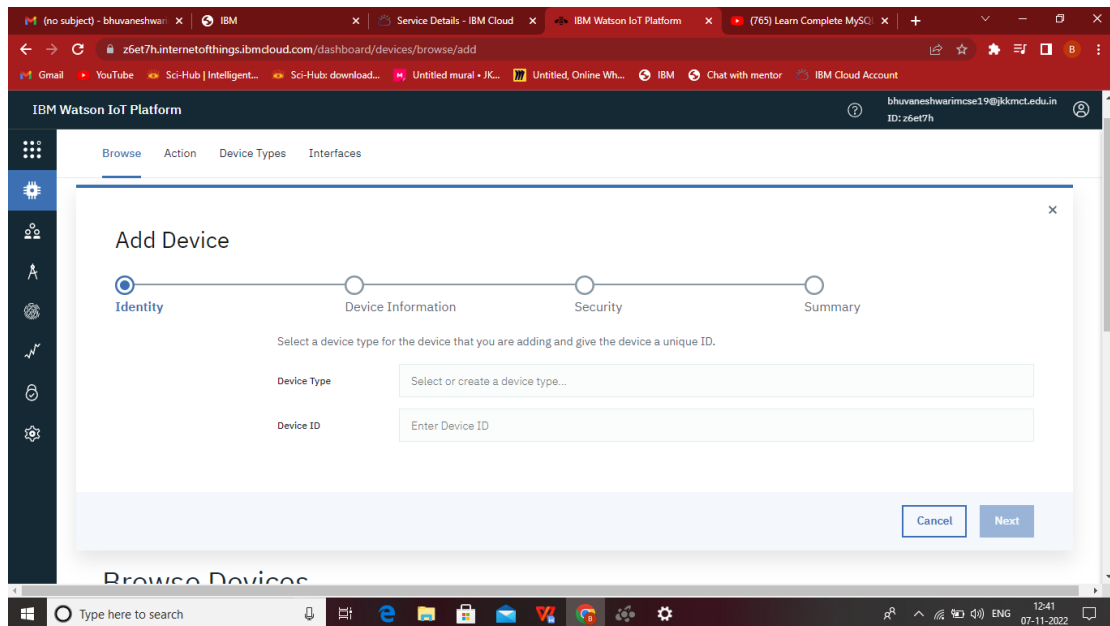 (no subject) - bhuvaneshwari
IBM
Service Details - IBM Cloud
IBM Watson IoT Platform
(765) Learn Complete MySQL
z6et7h.internetofthings.ibmcloud.com/dashboard/devices/browse/add
B
Gmail
YouTube
Sci-Hub | Intelligent...
Sci-Hub: download...
Untitled mural • JK...
Untitled, Online Wh...
IBM
Chat with mentor
IBM Cloud Account
IBM Watson IoT Platform
bhuvaneshwarimcse19@jkkmct.edu.in
ID: z6et7h
Browse Action Device Types Interfaces
Add Device
Identity Device Information Security Summary
Select a device type for the device that you are adding and give the device a unique ID.
Device Type Select or create a device type...
Device ID Enter Device ID
Cancel Next
Browse Devices
Type here to search
ENG
12:41
07-11-2022